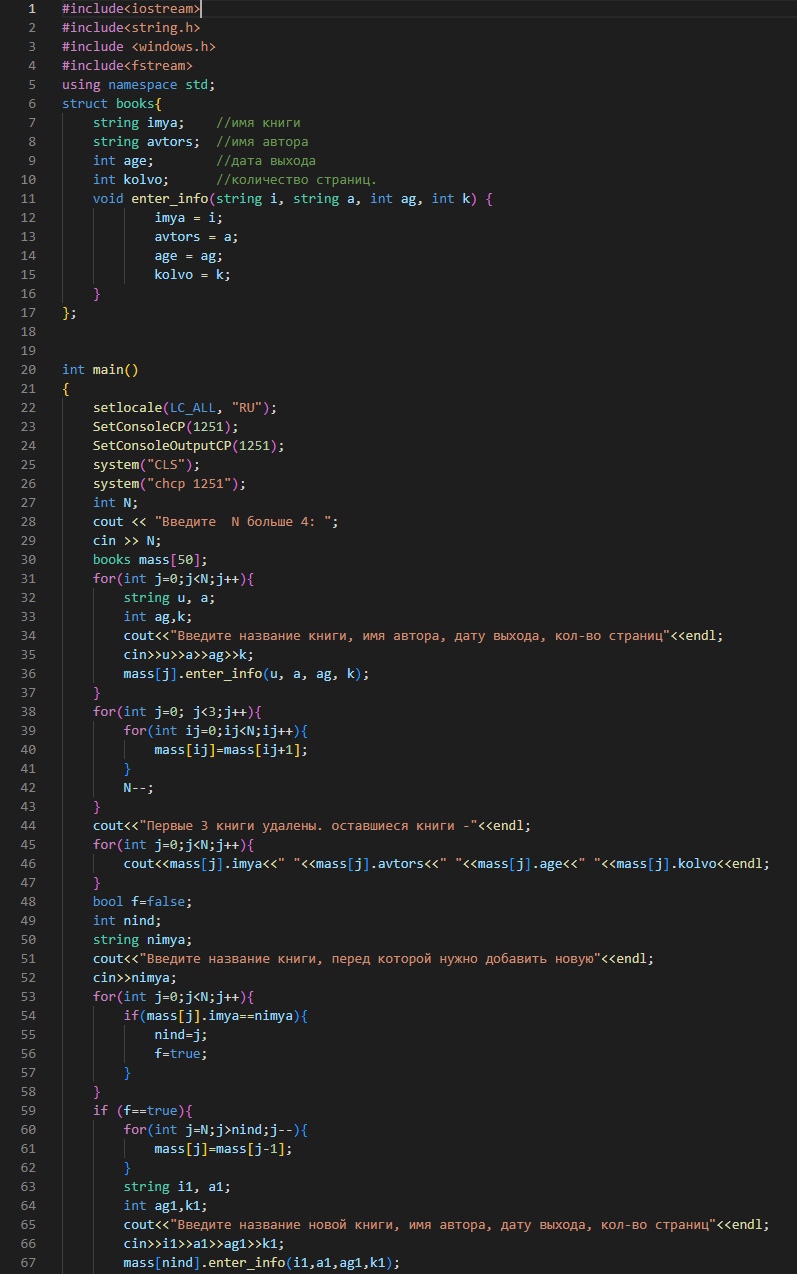 1 #include<iostream>
2 #include<string.h>
3 #include <windows.h>
4 #include<fstream>
5 using namespace std;
6 struct books{
7     string imya;    //имя книги
8     string avtors;  //имя автора
9     int age;        //дата выхода
10     int kolvo;      //количество страниц.
11     void enter_info(string i, string a, int ag, int k) {
12             imya = i;
13             avtors = a;
14             age = ag;
15             kolvo = k;
16     }
17 };
18
19
20 int main()
21 {
22     setlocale(LC_ALL, "RU");
23     SetConsoleCP(1251);
24     SetConsoleOutputCP(1251);
25     system("CLS");
26     system("chcp 1251");
27     int N;
28     cout << "Введите  N больше 4: ";
29     cin >> N;
30     books mass[50];
31     for(int j=0;j<N;j++){
32         string u, a;
33         int ag,k;
34         cout<<"Введите название книги, имя автора, дату выхода, кол-во страниц"<<endl;
35         cin>>u>>a>>ag>>k;
36         mass[j].enter_info(u, a, ag, k);
37     }
38     for(int j=0; j<3;j++){
39         for(int ij=0;ij<N;ij++){
40             mass[ij]=mass[ij+1];
41         }
42         N--;
43     }
44     cout<<"Первые 3 книги удалены. оставшиеся книги -"<<endl;
45     for(int j=0;j<N;j++){
46         cout<<mass[j].imya<<" "<<mass[j].avtors<<" "<<mass[j].age<<" "<<mass[j].kolvo<<endl;
47     }
48     bool f=false;
49     int nind;
50     string nimya;
51     cout<<"Введите название книги, перед которой нужно добавить новую"<<endl;
52     cin>>nimya;
53     for(int j=0;j<N;j++){
54         if(mass[j].imya==nimya){
55             nind=j;
56             f=true;
57         }
58     }
59     if (f==true){
60         for(int j=N;j>nind;j--){
61             mass[j]=mass[j-1];
62         }
63         string i1, a1;
64         int ag1,k1;
65         cout<<"Введите название новой книги, имя автора, дату выхода, кол-во страниц"<<endl;
66         cin>>i1>>a1>>ag1>>k1;
67         mass[nind].enter_info(i1,a1,ag1,k1);